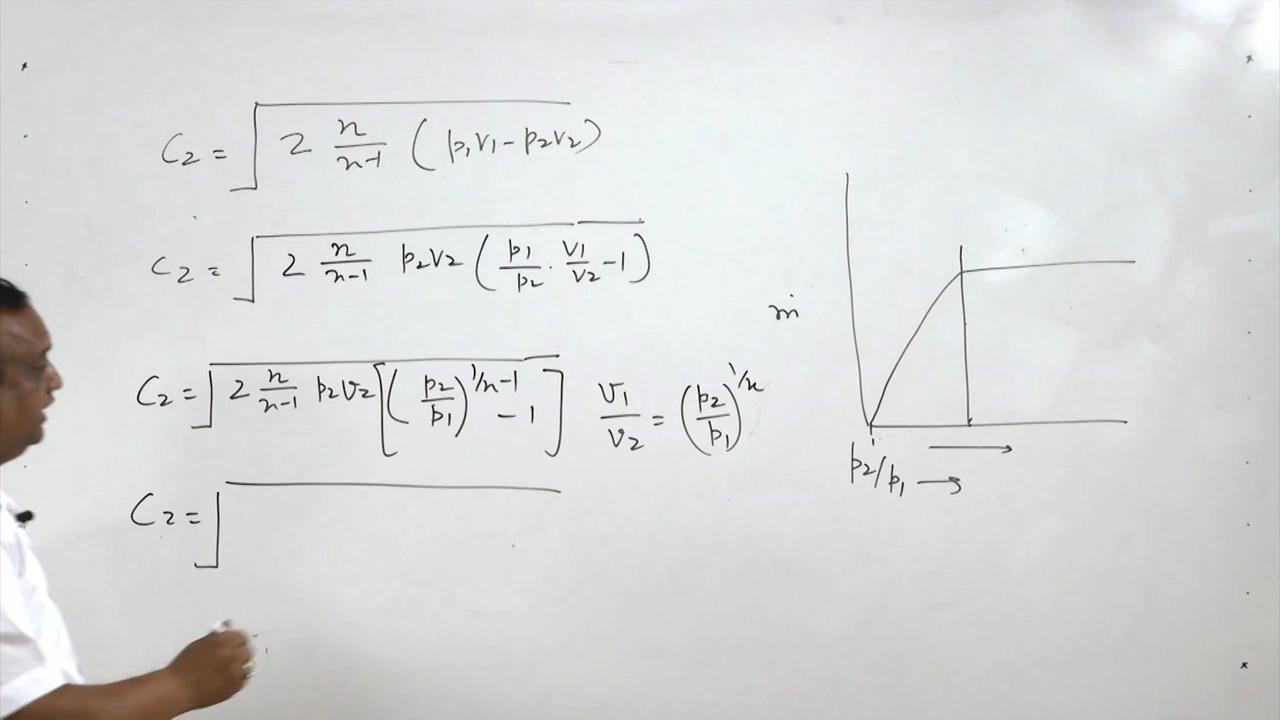 C₂ = √(2 n/(n-1) (p₁v₁ - p₂v₂))
C₂ = √(2 n/(n-1) p₂v₂ (p₁/p₂ · v₁/v₂ - 1))
C₂ = √(2 n/(n-1) p₂v₂ [(p₂/p₁)^(1/n-1) - 1]) v₁/v₂ = (p₂/p₁)^(1/n)
C₂ = √
ṁ
p₂/p₁ →